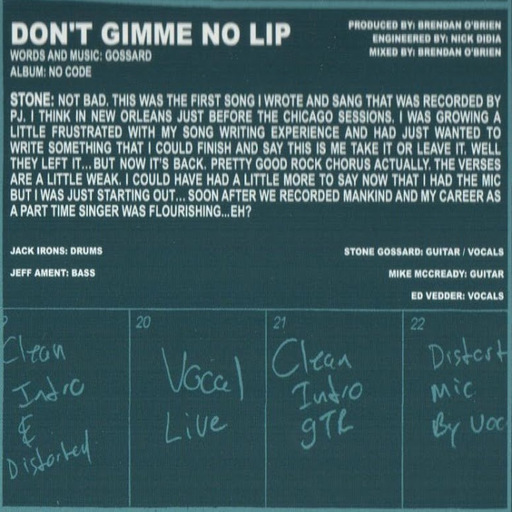 DON'T GIMME NO LIP
WORDS AND MUSIC: GOSSARD
ALBUM: NO CODE
PRODUCED BY: BRENDAN O'BRIEN
ENGINEERED BY: NICK DIDIA
MIXED BY: BRENDAN O'BRIEN
STONE: NOT BAD. THIS WAS THE FIRST SONG I WROTE AND SANG THAT WAS RECORDED BY
PJ. I THINK IN NEW ORLEANS JUST BEFORE THE CHICAGO SESSIONS. I WAS GROWING A
LITTLE FRUSTRATED WITH MY SONG WRITING EXPERIENCE AND HAD JUST WANTED TO
WRITE SOMETHING THAT I COULD FINISH AND SAY THIS IS ME TAKE IT OR LEAVE IT. WELL
THEY LEFT IT... BUT NOW IT'S BACK. PRETTY GOOD ROCK CHORUS ACTUALLY. THE VERSES
ARE A LITTLE WEAK. I COULD HAVE HAD A LITTLE MORE TO SAY NOW THAT I HAD THE MIC
BUT I WAS JUST STARTING OUT... SOON AFTER WE RECORDED MANKIND AND MY CAREER AS
A PART TIME SINGER WAS FLOURISHING...EH?
JACK IRONS: DRUMS
JEFF AMENT: BASS
STONE GOSSARD: GUITAR / VOCALS
MIKE MCCREADY: GUITAR
ED VEDDER: VOCALS
Clean
Intro
&
Distorted
20
Vocal
Live
21
Clean
Intro
gTR
22
Distort
Mic
By Voc